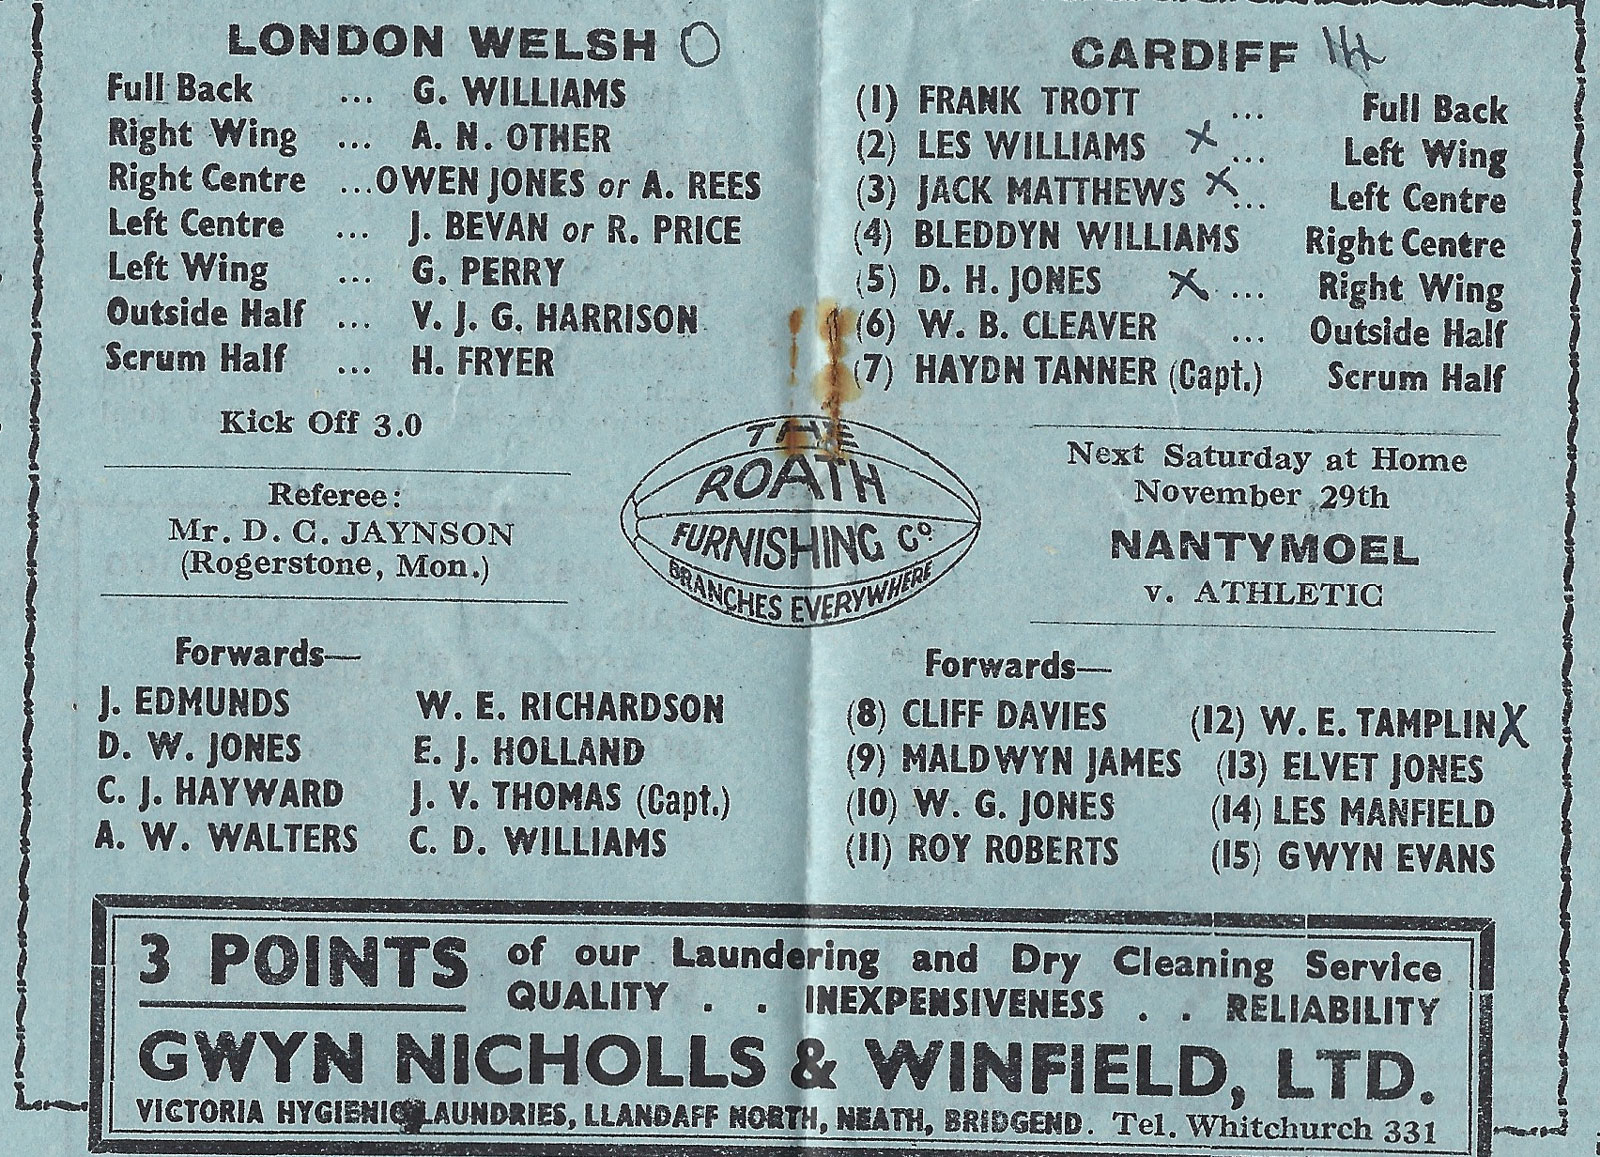 LONDON WELSH 0
Full Back ... G. WILLIAMS
Right Wing ... A. N. OTHER
Right Centre ...OWEN JONES or A. REES
Left Centre ... J. BEVAN or R. PRICE
Left Wing ... G. PERRY
Outside Half ... V. J. G. HARRISON
Scrum Half ... H. FRYER
Kick Off 3.0
Referee:
Mr. D. C. JAYNSON
(Rogerstone, Mon.)
Forwards—
J. EDMUNDS W. E. RICHARDSON
D. W. JONES E. J. HOLLAND
C. J. HAYWARD J. V. THOMAS (Capt.)
A. W. WALTERS C. D. WILLIAMS
THE
ROATH
FURNISHING Co.
BRANCHES EVERYWHERE
CARDIFF
(1) FRANK TROTT ... Full Back
(2) LES WILLIAMS X ... Left Wing
(3) JACK MATTHEWS X ... Left Centre
(4) BLEDDYN WILLIAMS Right Centre
(5) D. H. JONES X ... Right Wing
(6) W. B. CLEAVER ... Outside Half
(7) HAYDN TANNER (Capt.) Scrum Half
Next Saturday at Home
November 29th
NANTYMOEL
v. ATHLETIC
Forwards—
(8) CLIFF DAVIES (12) W. E. TAMPLIN X
(9) MALDWYN JAMES (13) ELVET JONES
(10) W. G. JONES (14) LES MANFIELD
(11) ROY ROBERTS (15) GWYN EVANS
3 POINTS of our Laundering and Dry Cleaning Service
QUALITY . . INEXPENSIVENESS . . RELIABILITY
GWYN NICHOLLS & WINFIELD, LTD.
VICTORIA HYGIENIC LAUNDRIES, LLANDAFF NORTH, NEATH, BRIDGEND. Tel. Whitchurch 331